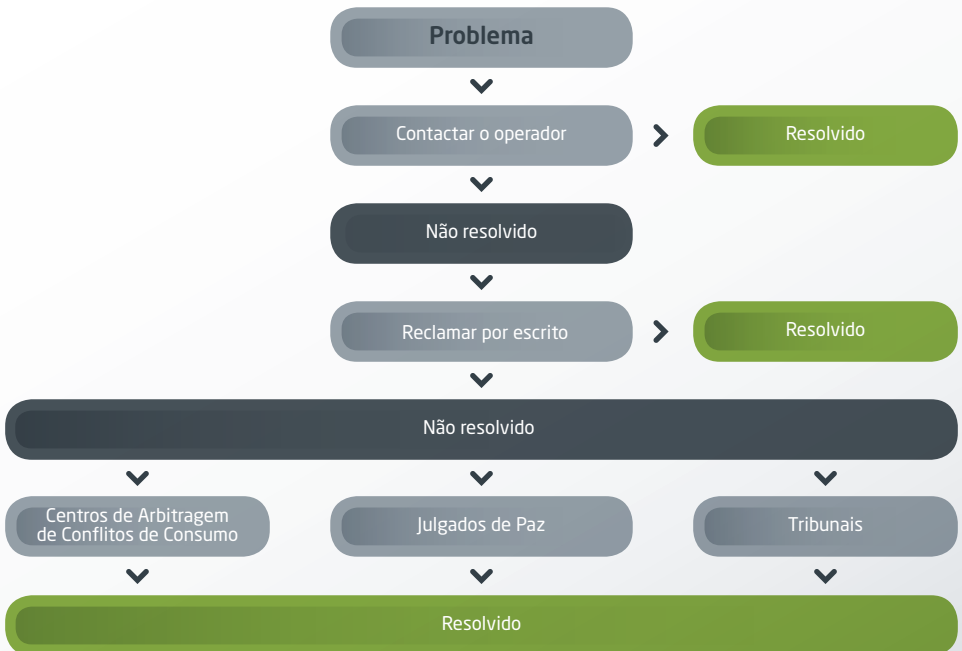 Problema
Contactar o operador
Resolvido
Não resolvido
Reclamar por escrito
Resolvido
Não resolvido
Centros de Arbitragem
de Conflitos de Consumo
Julgados de Paz
Tribunais
Resolvido